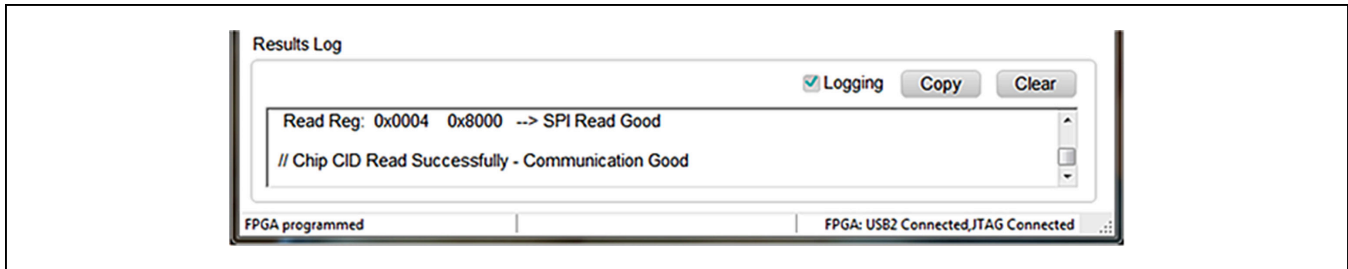 Results Log
Logging Copy Clear
Read Reg: 0x0004 0x8000 --> SPI Read Good
// Chip CID Read Successfully - Communication Good
FPGA programmed FPGA: USB2 Connected,JTAG Connected